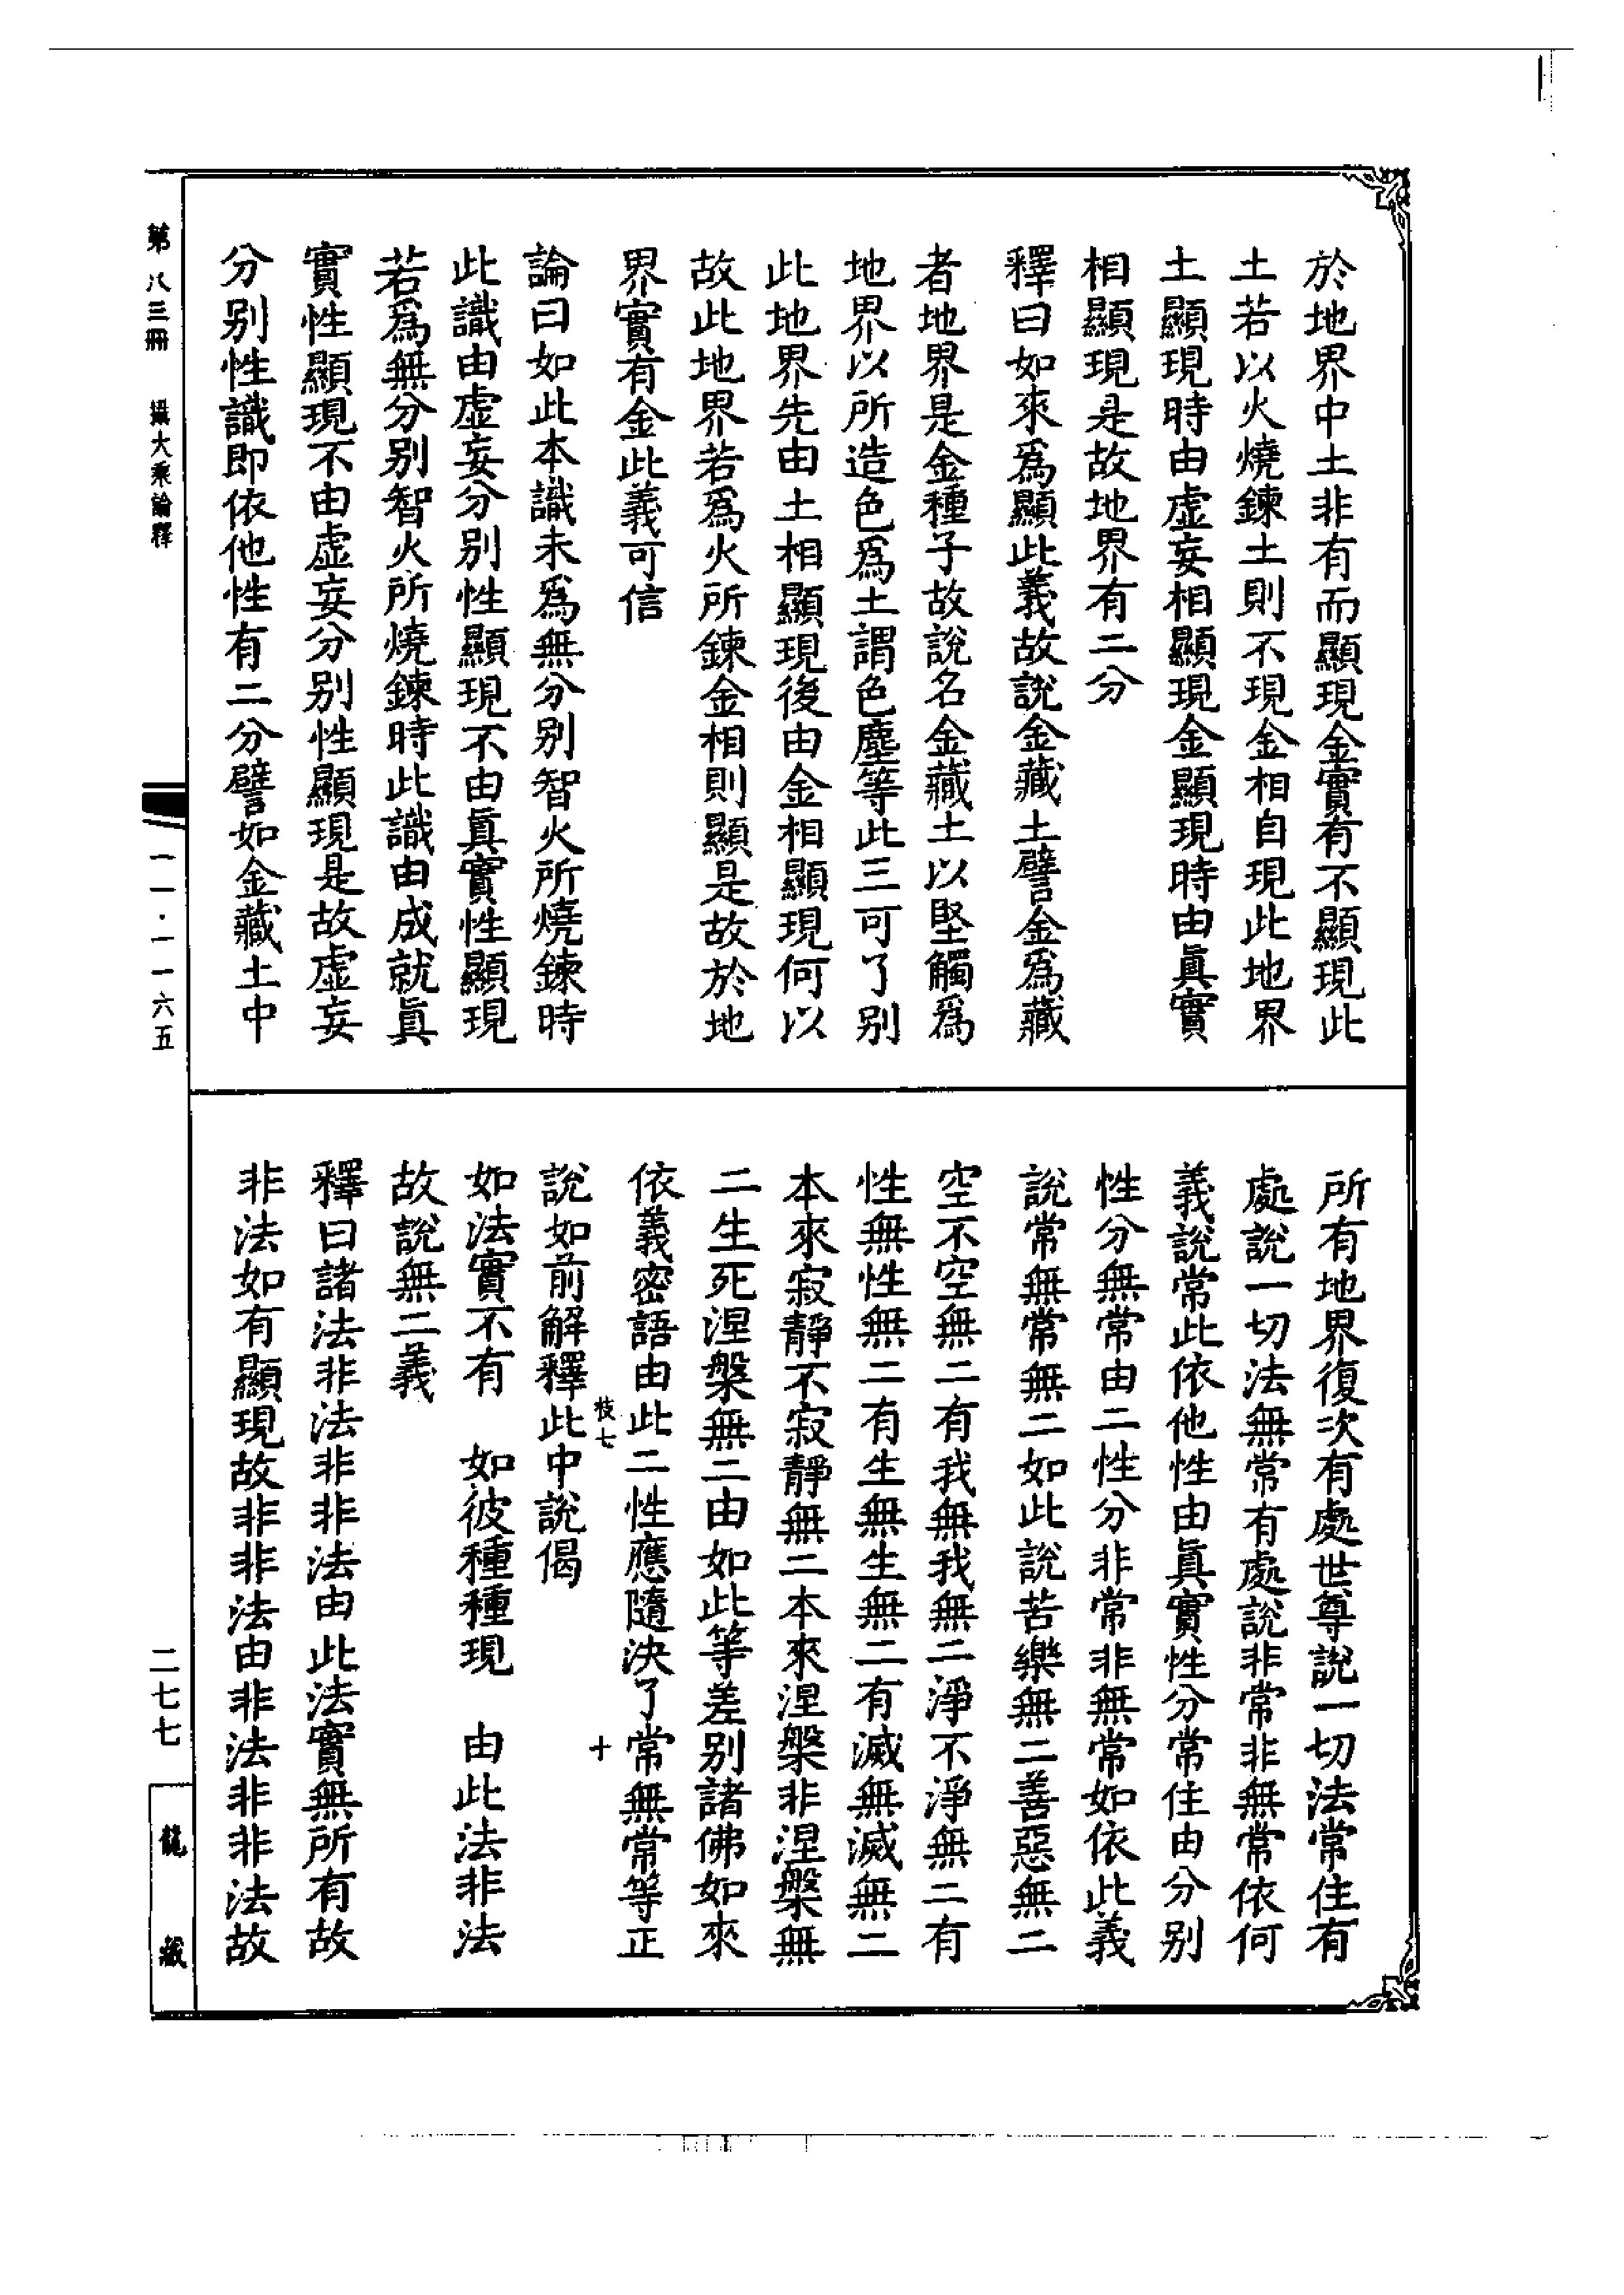 於地界中土非有而顯現金實有不顯現此
土若以火燒鍊土則不現金相自現此地界
土顯現時由虛妄相顯現金顯現時由眞實
相顯現是故地界有二分
釋曰如來爲顯此義故說金藏土譬金爲藏
者地界是金種子故說名金藏土以堅觸爲
地界以所造色爲土謂色塵等此三可了別
此地界先由土相顯現後由金相顯現何以
故此地界若爲火所鍊金相則顯是故於地
界實有金此義可信
論曰如此本識未爲無分別智火所燒鍊時
此識由虛妄分別性顯現不由眞實性顯現
若爲無分別智火所燒鍊時此識由成就眞
實性顯現不由虛妄分別性顯現是故虛妄
分別性識即依他性有二分譬如金藏土中
所有地界復次有處世尊說一切法常住有
處說一切法無常有處說非常非無常依何
義說常此依他性由眞實性分常住由分別
性分無常由二性分非常非無常如依此義
說常無常無二如此說苦樂無二善惡無二
空不空無二有我無我無二淨不淨無二有
性無性無二有生無生無二有滅無滅無二
本來寂靜不寂靜無二本來涅槃非涅槃無
二生死涅槃無二由如此等差別諸佛如來
依義密語由此二性應隨決了常無常等正
枝七 十
說如前解釋此中說偈
如法實不有 如彼種種現 由此法非法
故說無二義
釋曰諸法非法非非法由此法實無所有故
非法如有顯現故非非法由非法非非法故
第八三冊 攝大乘論釋
一一·一一六五
二七七
龍藏